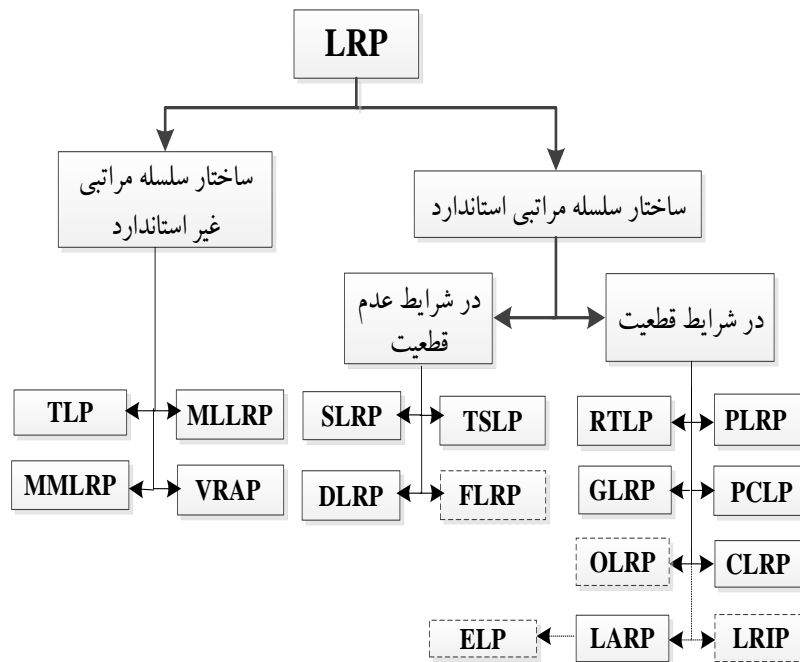 LRP
ساختار سلسله مراتبی
غیر استاندارد
ساختار سلسله مراتبی استاندارد
در شرایط عدم
قطعیت
در شرایط قطعیت
TLP
MLLRP
SLRP
TSLP
RTLP
PLRP
MMLRP
VRAP
DLRP
FLRP
GLRP
PCLP
OLRP
CLRP
ELP
LARP
LRIP